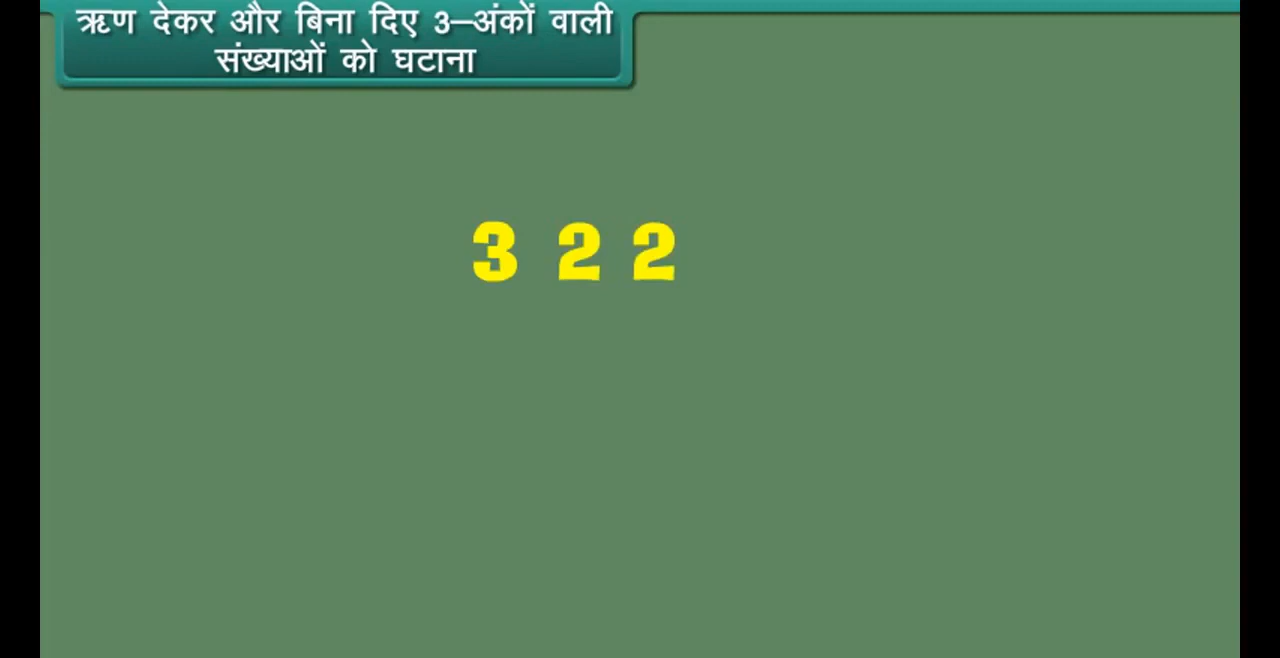 ऋण देकर और बिना दिए 3–अंकों वाली
संख्याओं को घटाना
3 2 2